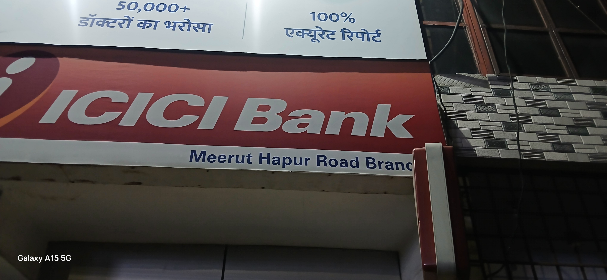 50,000+
डॉक्टरों का भरोसा
100%
एक्यूरेट रिपोर्ट
ICICI Bank
Meerut Hapur Road Branc
Galaxy A15 5G